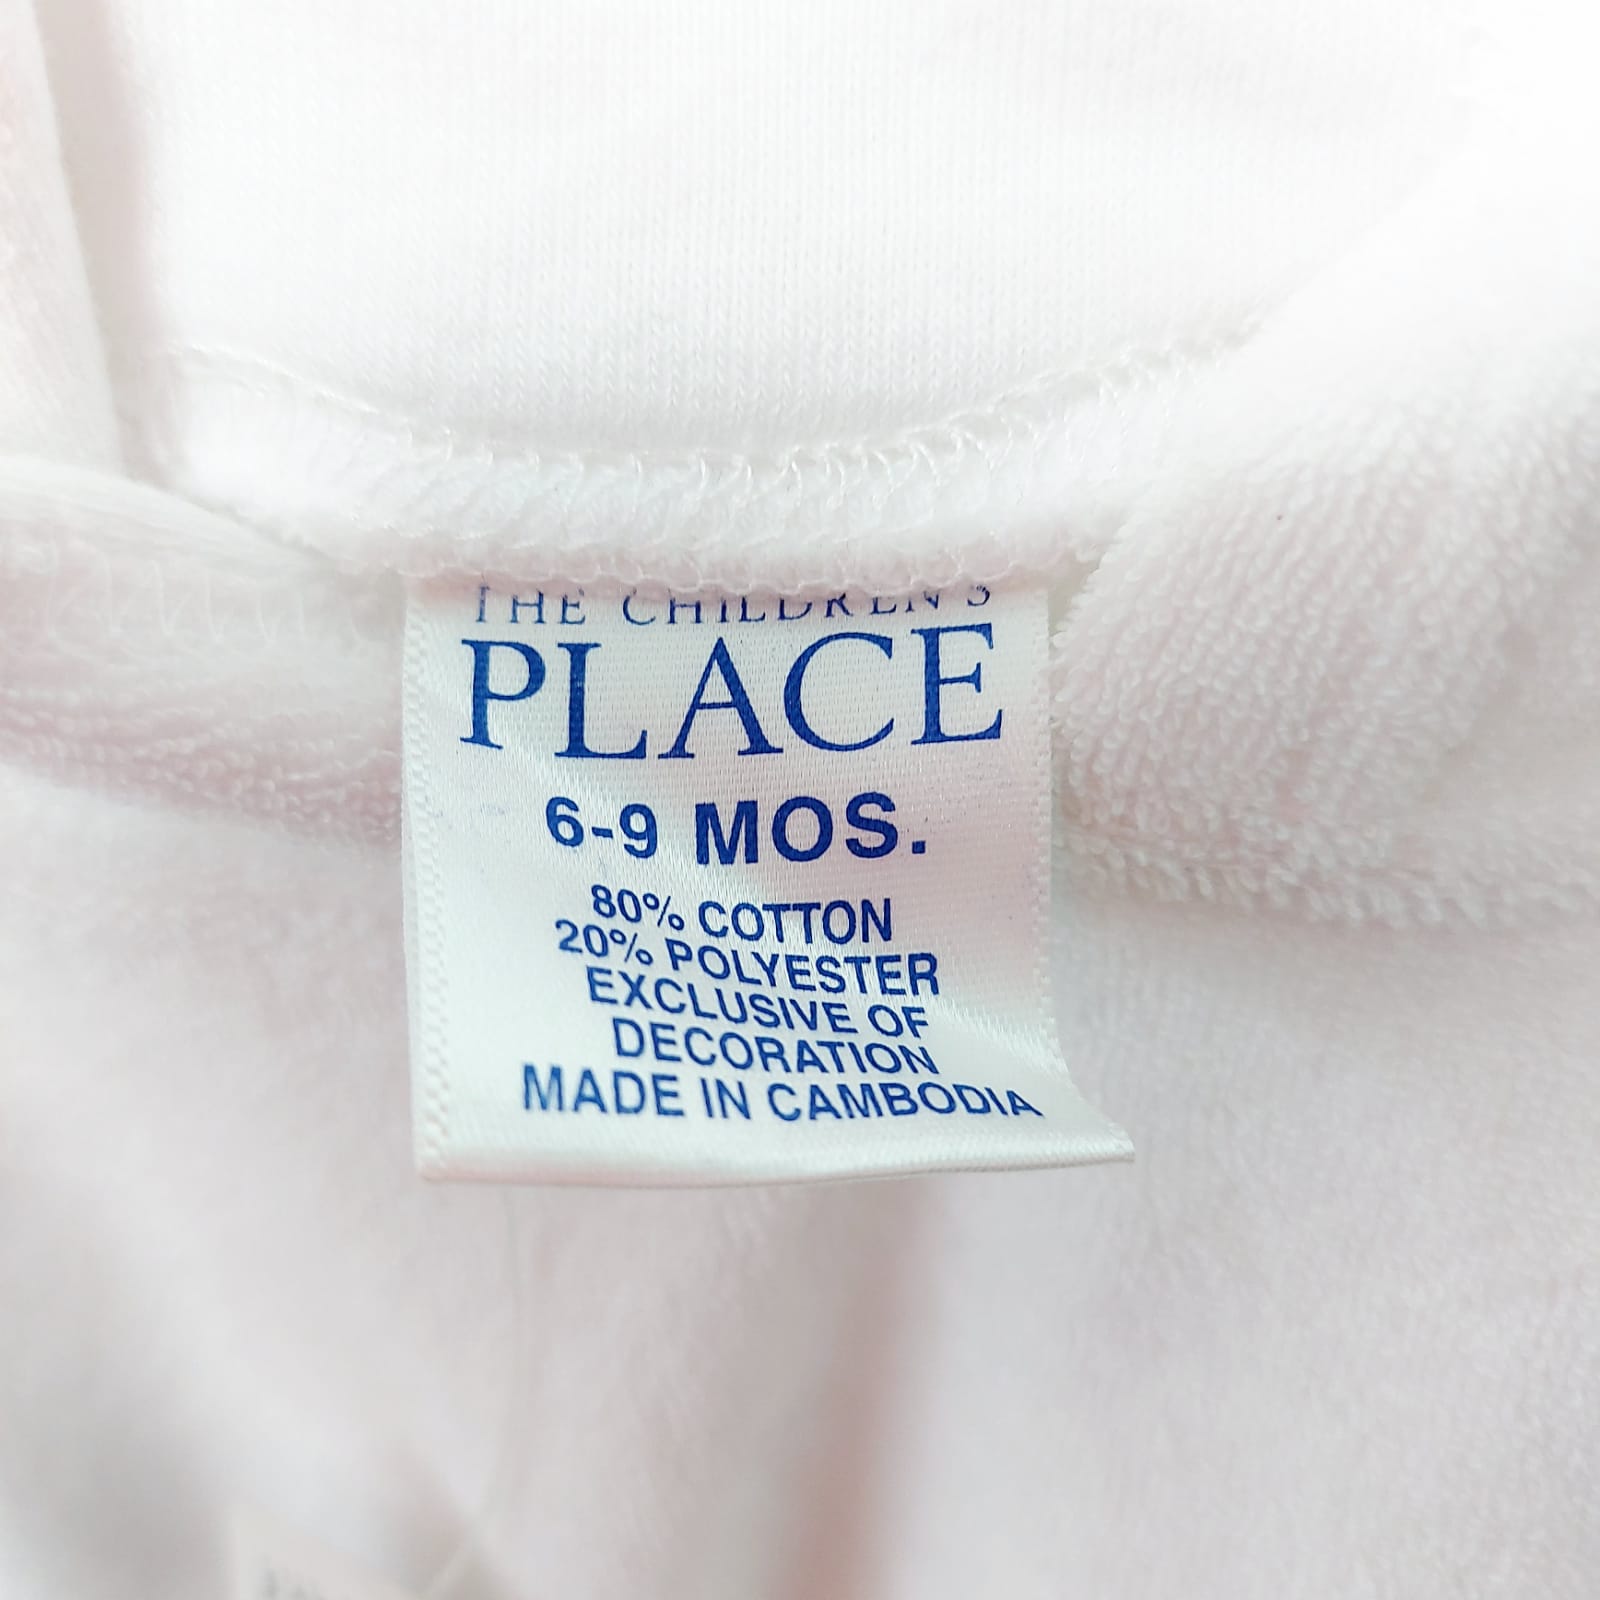 THE CHILDREN'S
PLACE
6-9 MOS.
80% COTTON
20% POLYESTER
EXCLUSIVE OF
DECORATION
MADE IN CAMBODIA